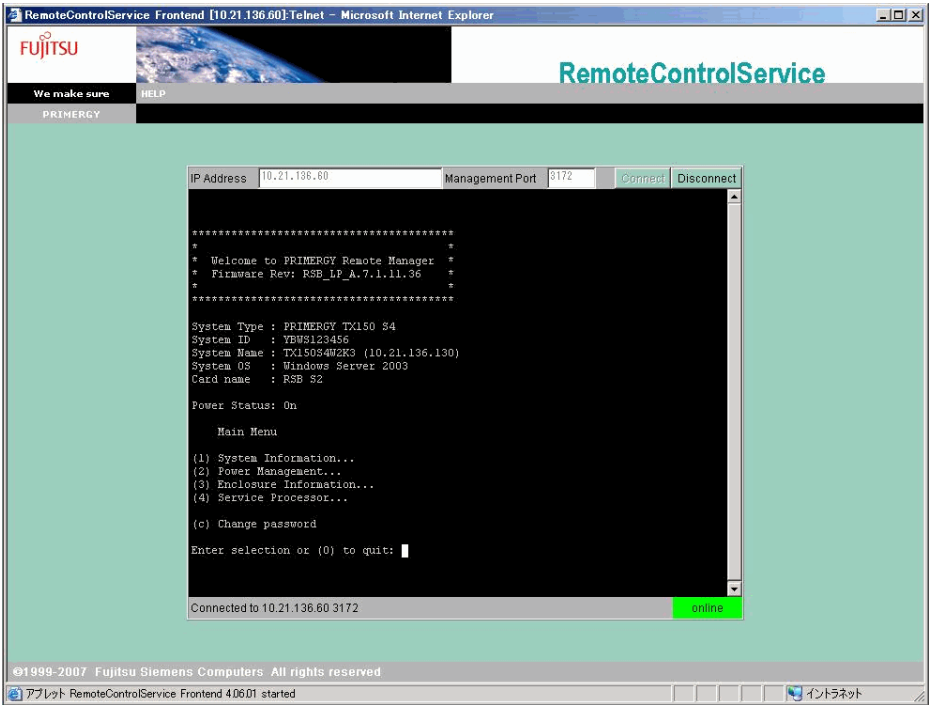 RemoteControlService Frontend [10.21.136.60]:Telnet - Microsoft Internet Explorer
FUJITSU
RemoteControlService
We make sure HELP
PRIMERGY
IP Address 10.21.136.60 Management Port 3172 Connect Disconnect
****************************************
* *
* Welcome to PRIMERGY Remote Manager *
* Firmware Rev: RSB_LP_A.7.1.11.36 *
* *
****************************************
System Type : PRIMERGY TX150 S4
System ID : YBWS123456
System Name : TX150S4W2K3 (10.21.136.130)
System OS : Windows Server 2003
Card name : RSB S2
Power Status: On
Main Menu
(1) System Information...
(2) Power Management...
(3) Enclosure Information...
(4) Service Processor...
(c) Change password
Enter selection or (0) to quit:
Connected to 10.21.136.60 3172 online
©1999-2007 Fujitsu Siemens Computers All rights reserved
アプレット RemoteControlService Frontend 4.06.01 started イントラネット